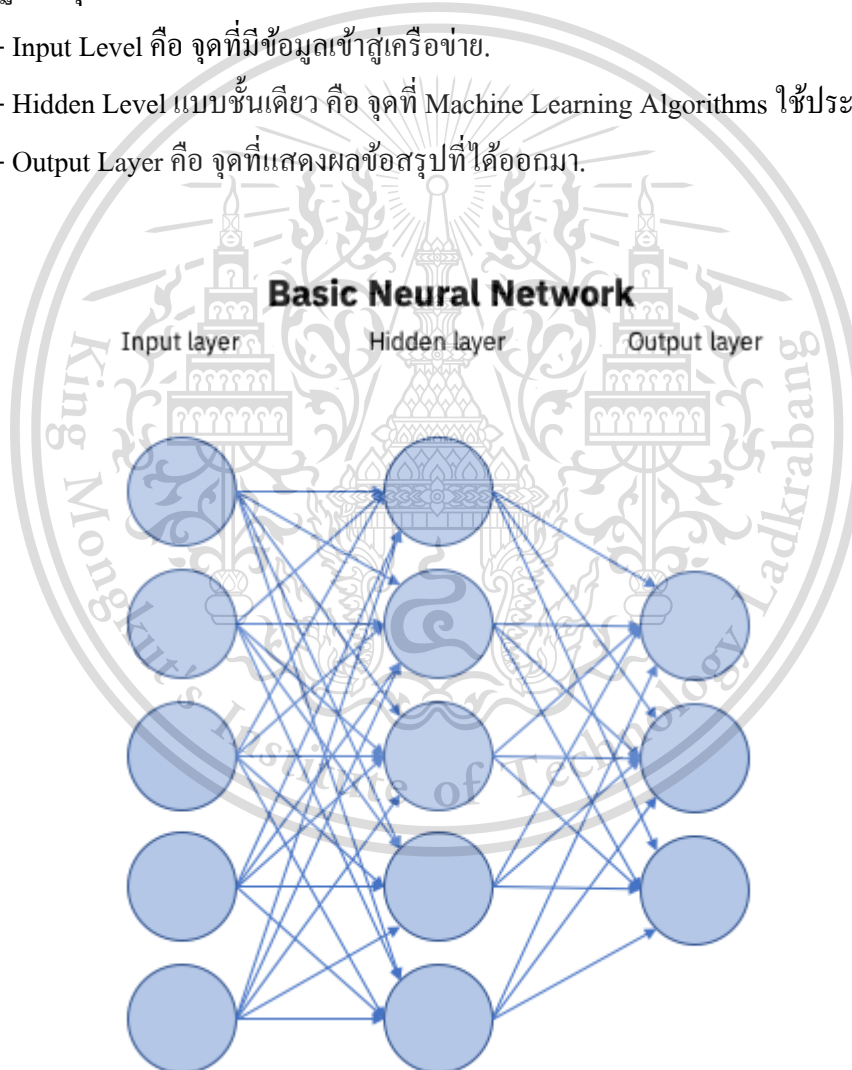 - Input Level คือ จุดที่มีข้อมูลเข้าสู่เครือข่าย.
- Hidden Level แบบชั้นเดียว คือ จุดที่ Machine Learning Algorithms ใช้ประ
- Output Layer คือ จุดที่แสดงผลข้อสรุปที่ได้ออกมา.
Basic Neural Network
Input layer Hidden layer Output layer
King Mongkut's Institute of Technology Ladkrabang